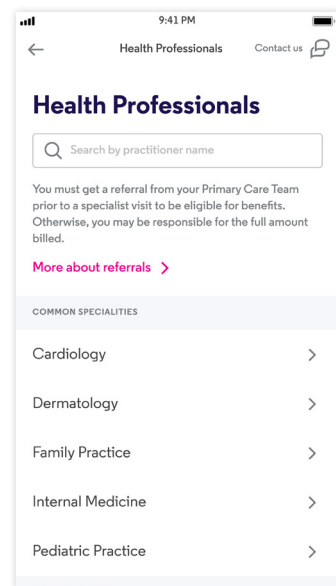 9:41 PM
Health Professionals
Contact us
Health Professionals
Search by practitioner name
You must get a referral from your Primary Care Team
prior to a specialist visit to be eligible for benefits.
Otherwise, you may be responsible for the full amount
billed.
More about referrals
COMMON SPECIALITIES
Cardiology
Dermatology
Family Practice
Internal Medicine
Pediatric Practice